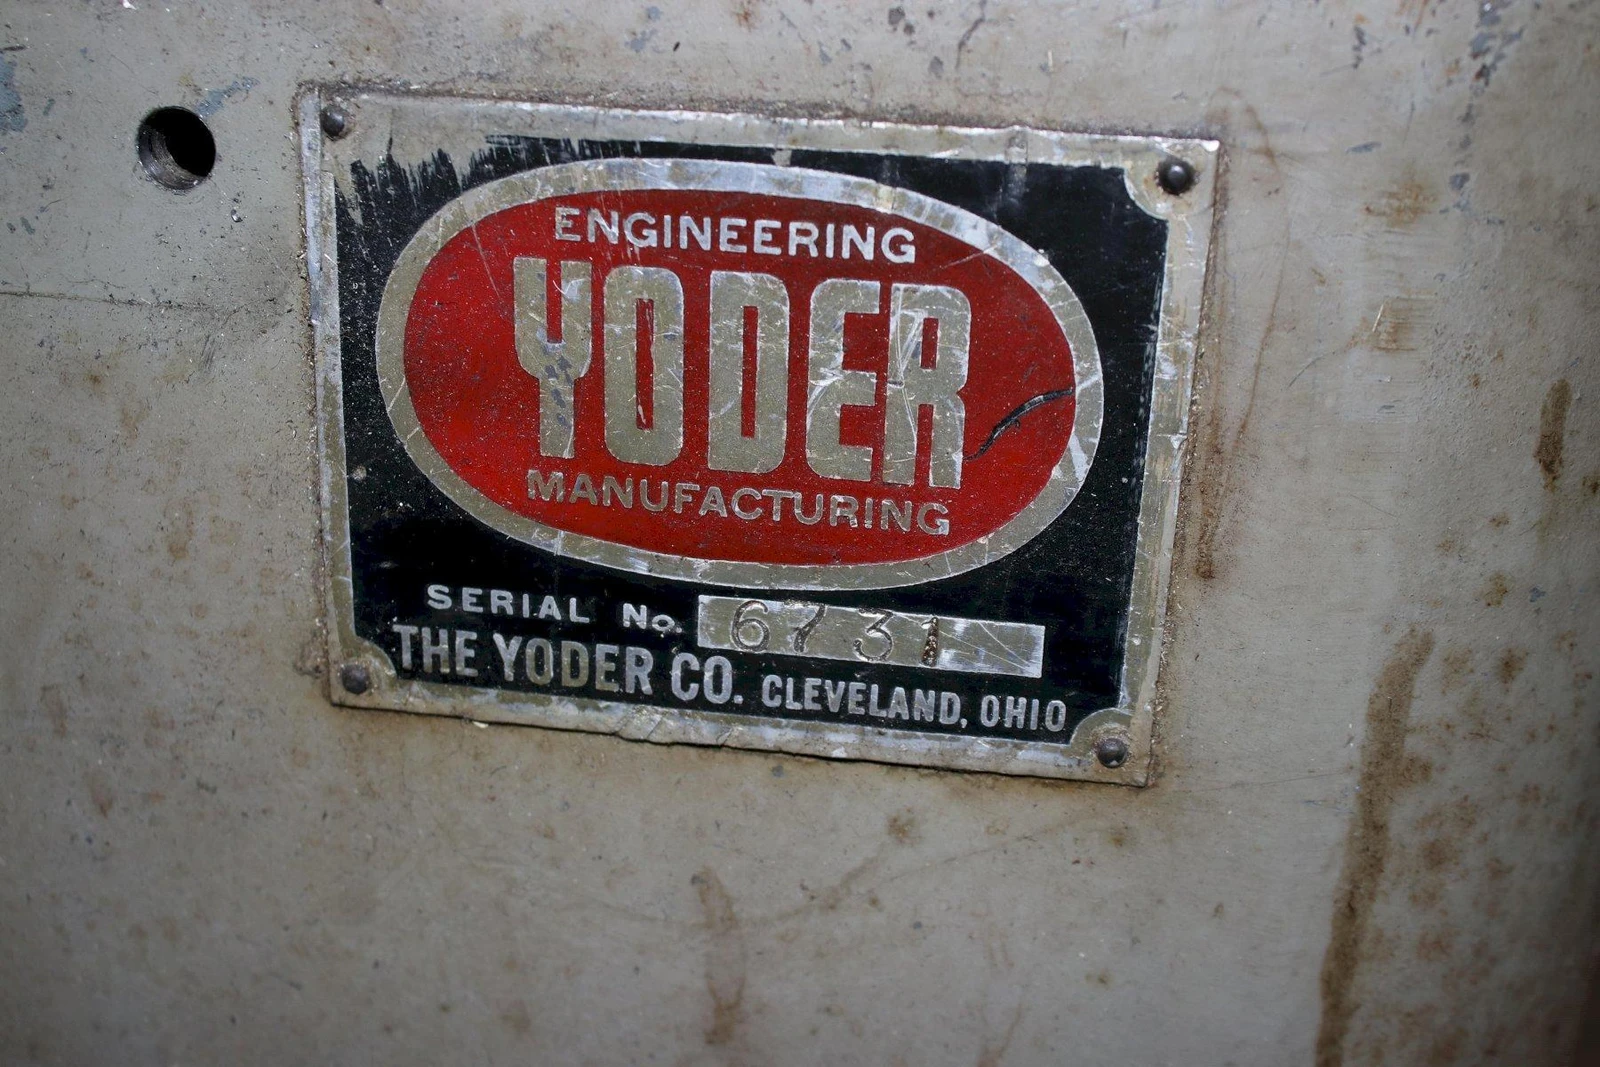 ENGINEERING
YODER
MANUFACTURING
SERIAL No. 6731
THE YODER CO. CLEVELAND, OHIO